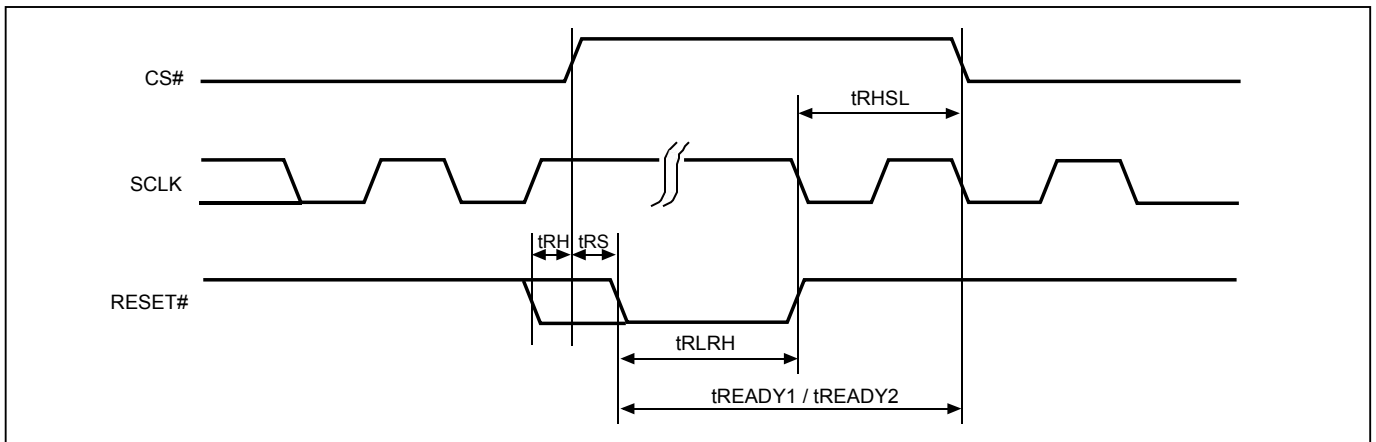 CS#
tRHSL
SCLK
tRH tRS
RESET#
tRLRH
tREADY1 / tREADY2